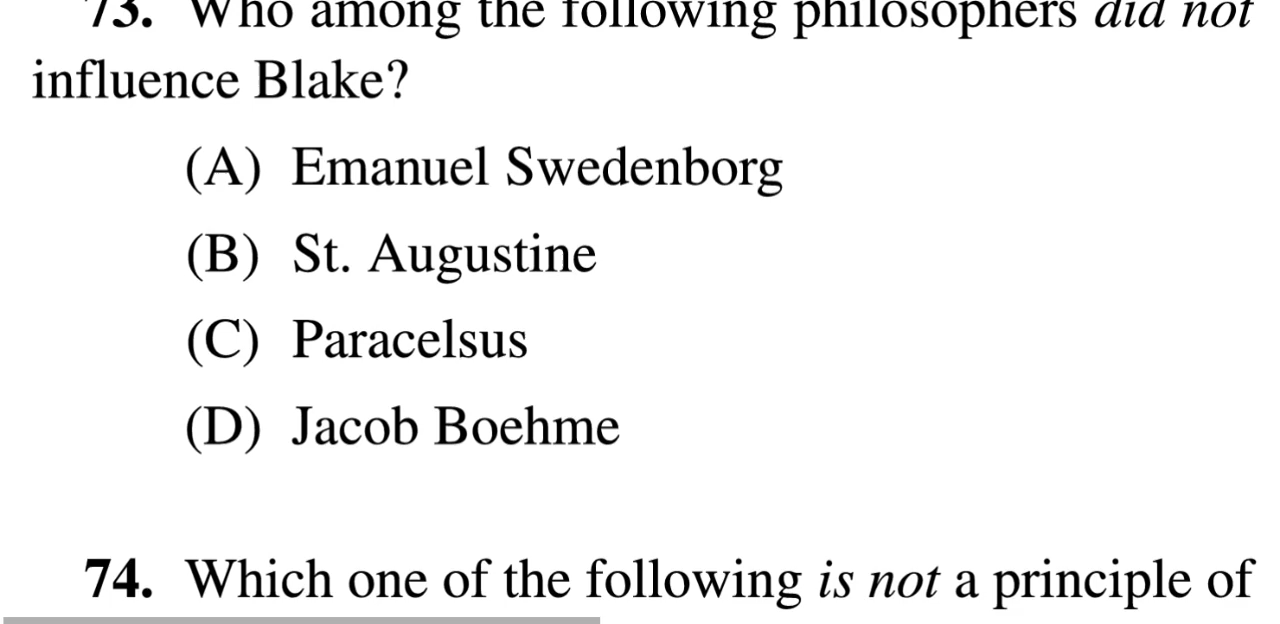 73. Who among the following philosophers did not
influence Blake?
(A) Emanuel Swedenborg
(B) St. Augustine
(C) Paracelsus
(D) Jacob Boehme
74. Which one of the following is not a principle of